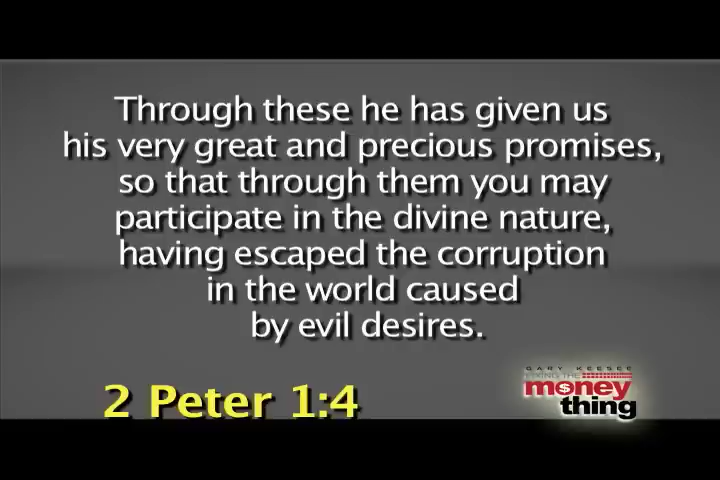 Through these he has given us
his very great and precious promises,
so that through them you may
participate in the divine nature,
having escaped the corruption
in the world caused
by evil desires.
2 Peter 1:4
GARY KEESEE
FIXING THE
money
thing